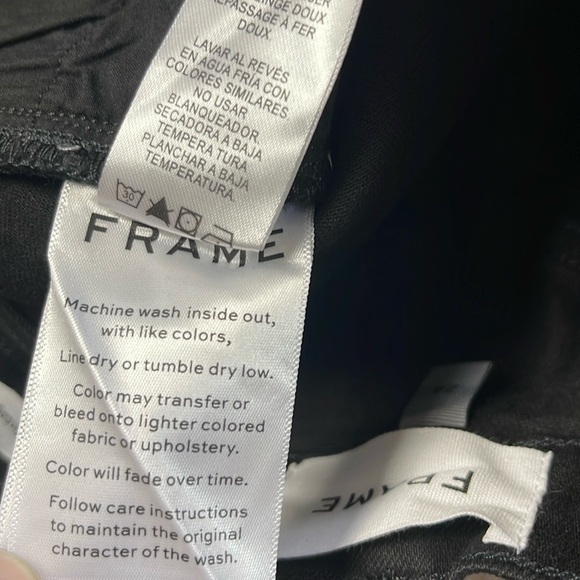 LINGE DOUX
REPASSAGE À FER
DOUX
LAVAR AL REVÉS
EN AGUA FRÍA CON
COLORES SIMILARES
NO USAR
BLANQUEADOR
SECADORA A BAJA
TEMPERA TURA
PLANCHAR A BAJA
TEMPERATURA.
30
FRAME
Machine wash inside out,
with like colors,
Line dry or tumble dry low.
Color may transfer or
bleed onto lighter colored
fabric or upholstery.
Color will fade over time.
Follow care instructions
to maintain the original
character of the wash.
FRAME